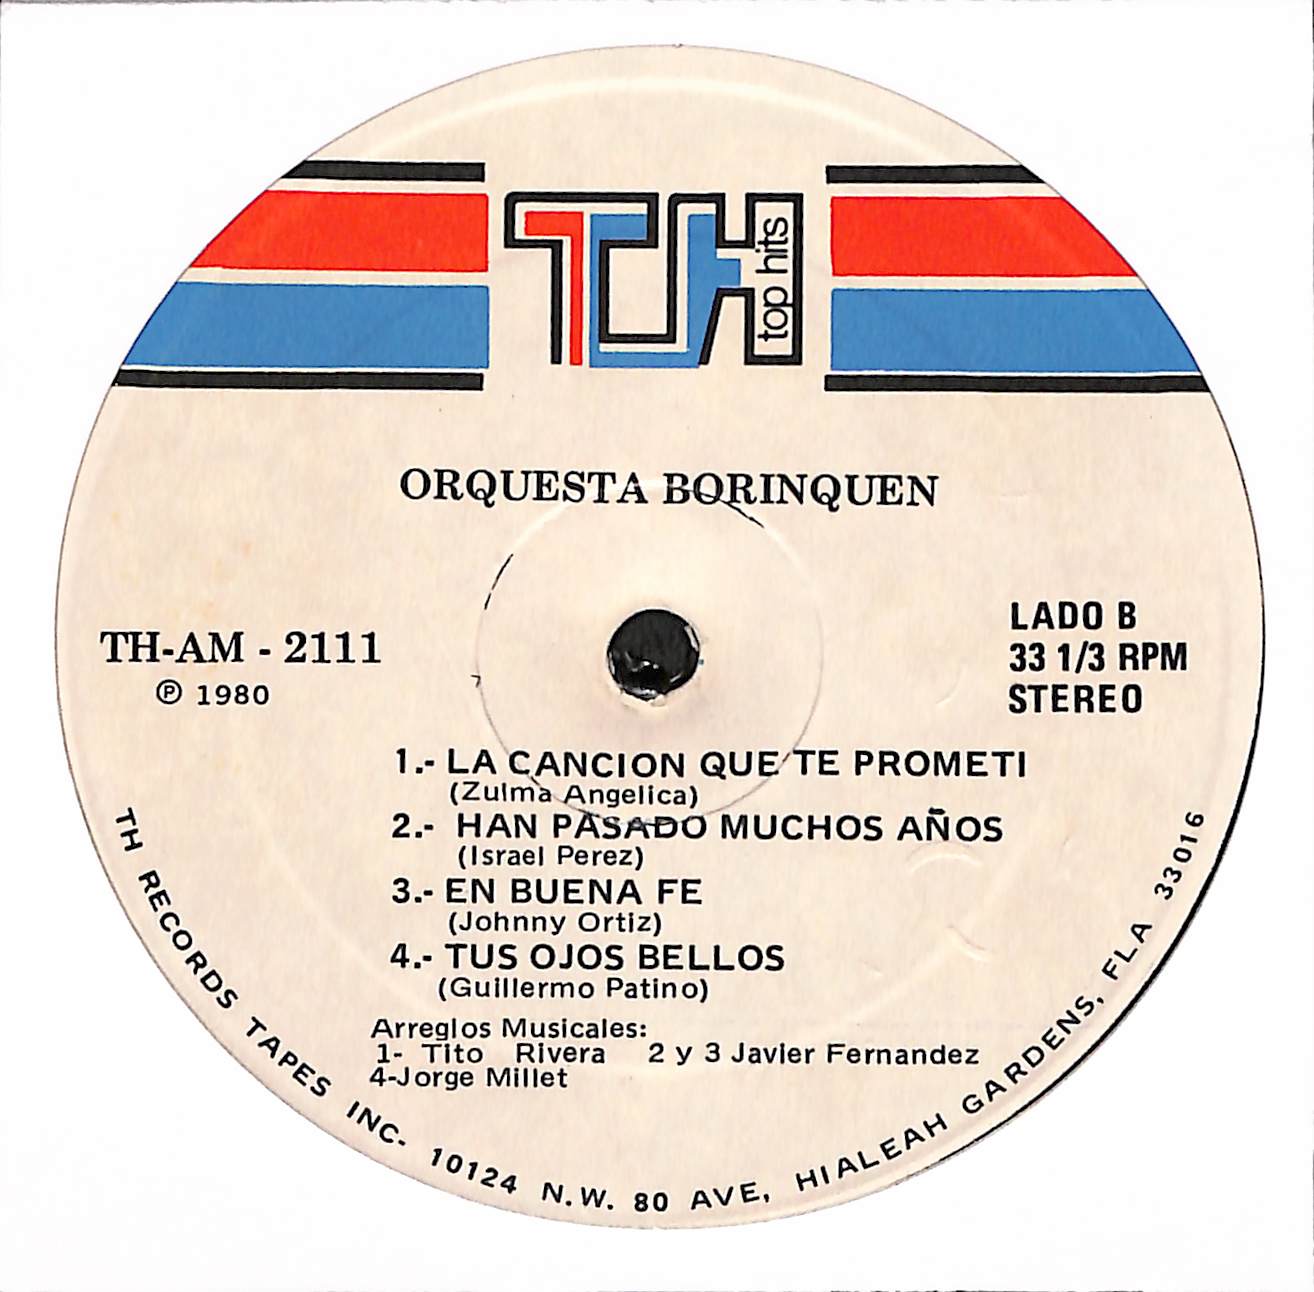 TH
top hits
ORQUESTA BORINQUEN
TH-AM - 2111
℗ 1980
LADO B
33 1/3 RPM
STEREO
1.- LA CANCION QUE TE PROMETI
(Zulma Angelica)
2.- HAN PASADO MUCHOS AÑOS
(Israel Perez)
3.- EN BUENA FE
(Johnny Ortiz)
4.- TUS OJOS BELLOS
(Guillermo Patino)
Arreglos Musicales:
1- Tito Rivera 2 y 3 Javier Fernandez
4-Jorge Millet
TH RECORDS TAPES INC. 10124 N.W. 80 AVE, HIALEAH GARDENS, FLA 33016